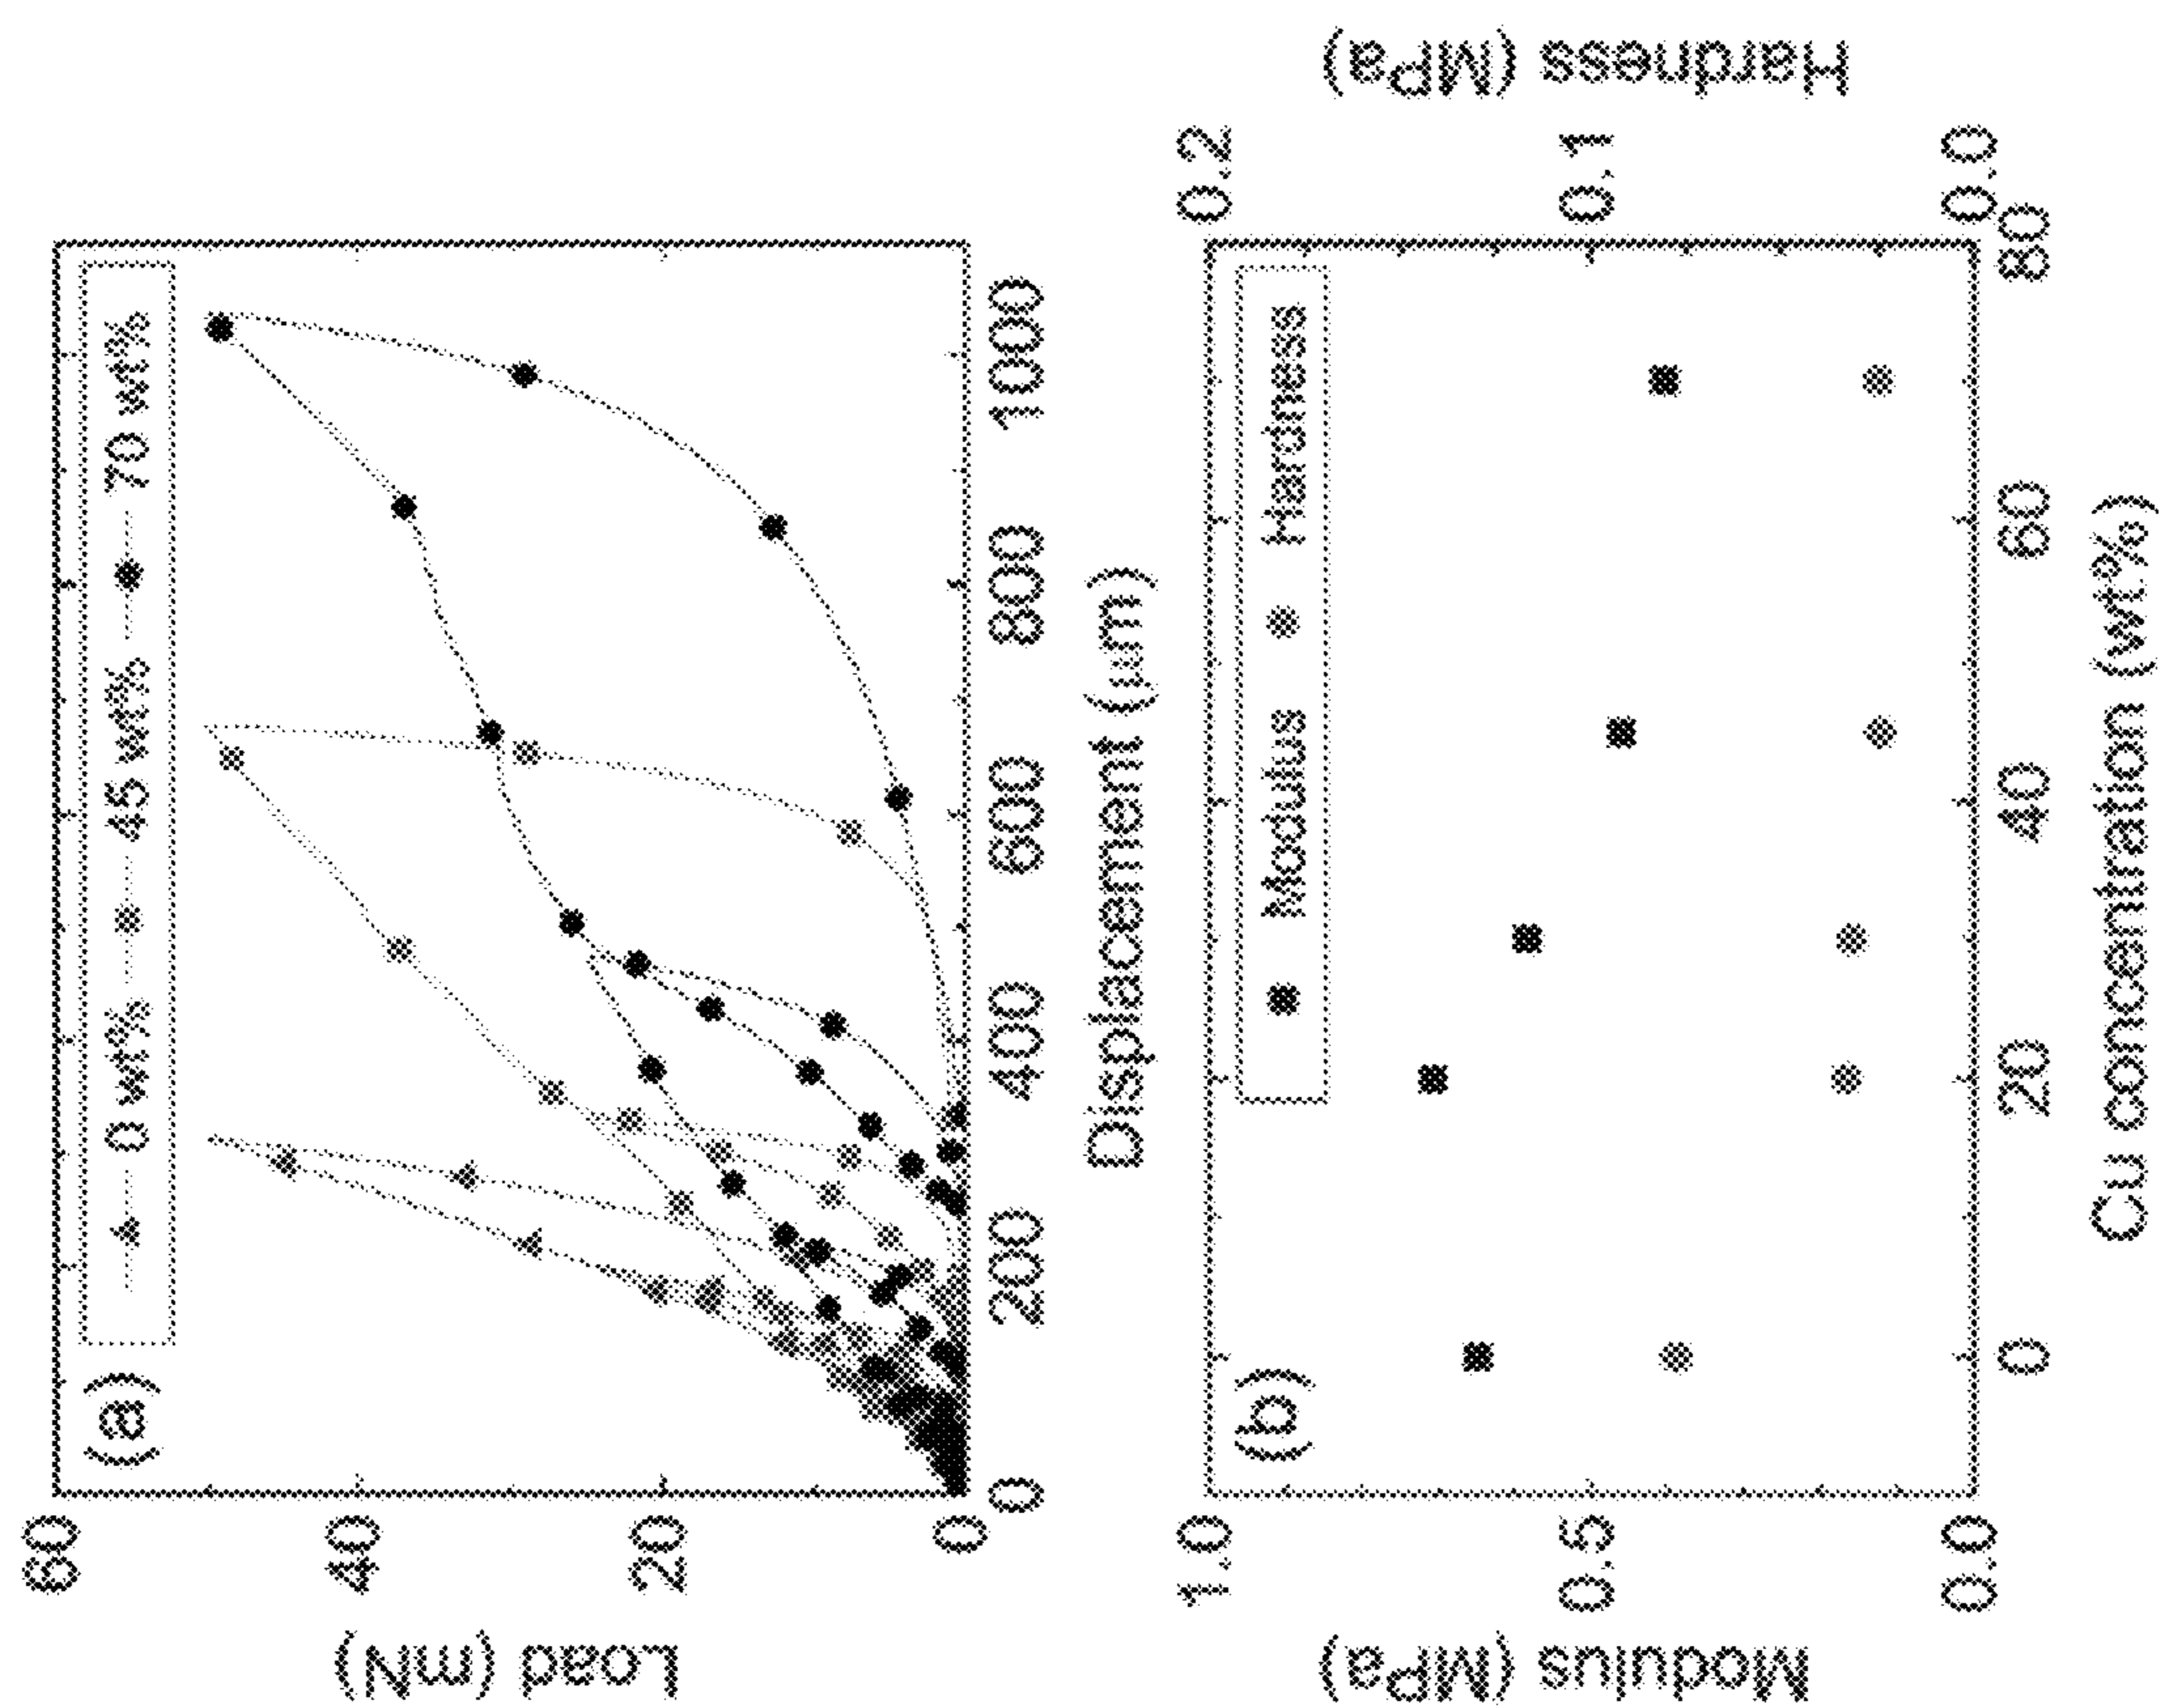 (a)
0 wt% 45 wt% 70 wt%
Load (mN)
60
40
20
0
0 200 400 600 800 1000
Displacement (μm)
(b)
Modulus Hardness
Modulus (MPa)
1.0
0.5
0.0
Hardness (MPa)
0.2
0.1
0.0
0 20 40 60 80
Cu concentration (wt%)